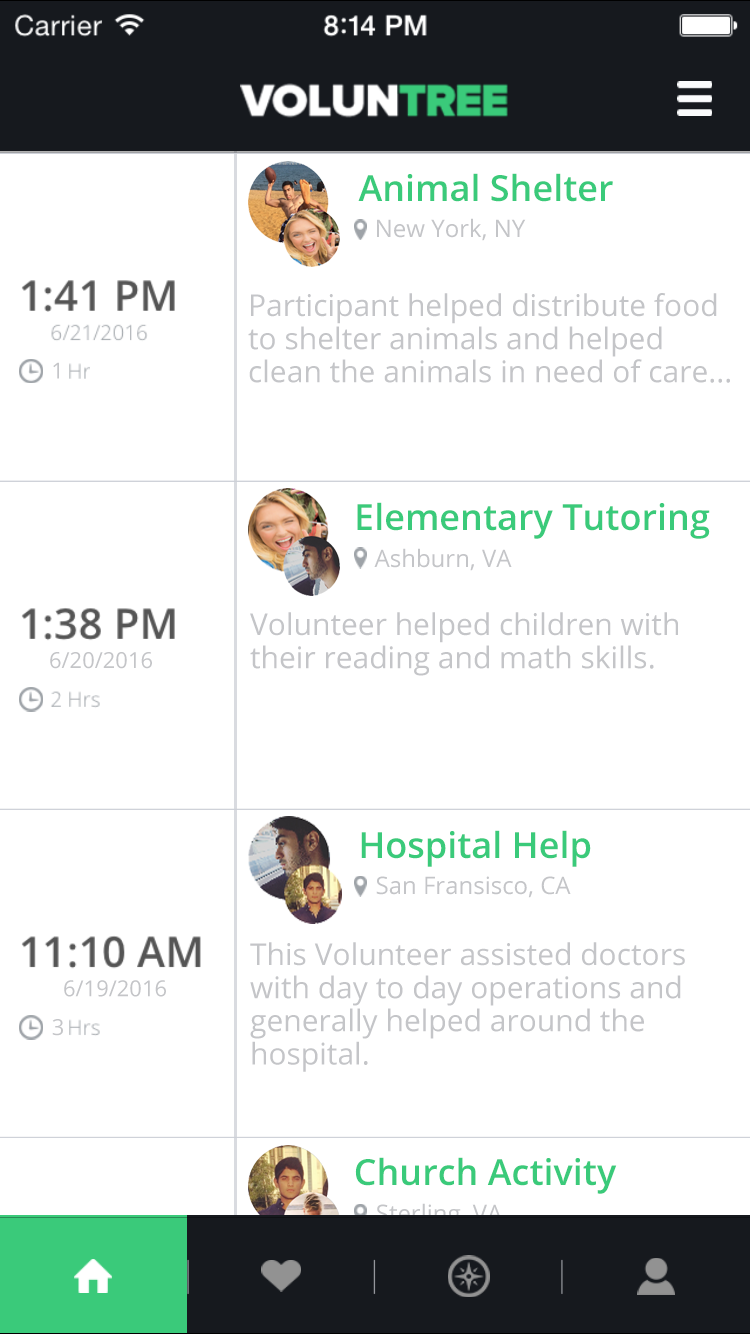 Carrier 8:14 PM
VOLUNTREE
Animal Shelter
New York, NY
1:41 PM
6/21/2016
1 Hr
Participant helped distribute food
to shelter animals and helped
clean the animals in need of care...
Elementary Tutoring
Ashburn, VA
1:38 PM
6/20/2016
2 Hrs
Volunteer helped children with
their reading and math skills.
Hospital Help
San Fransisco, CA
11:10 AM
6/19/2016
3 Hrs
This Volunteer assisted doctors
with day to day operations and
generally helped around the
hospital.
Church Activity
Sterling, VA